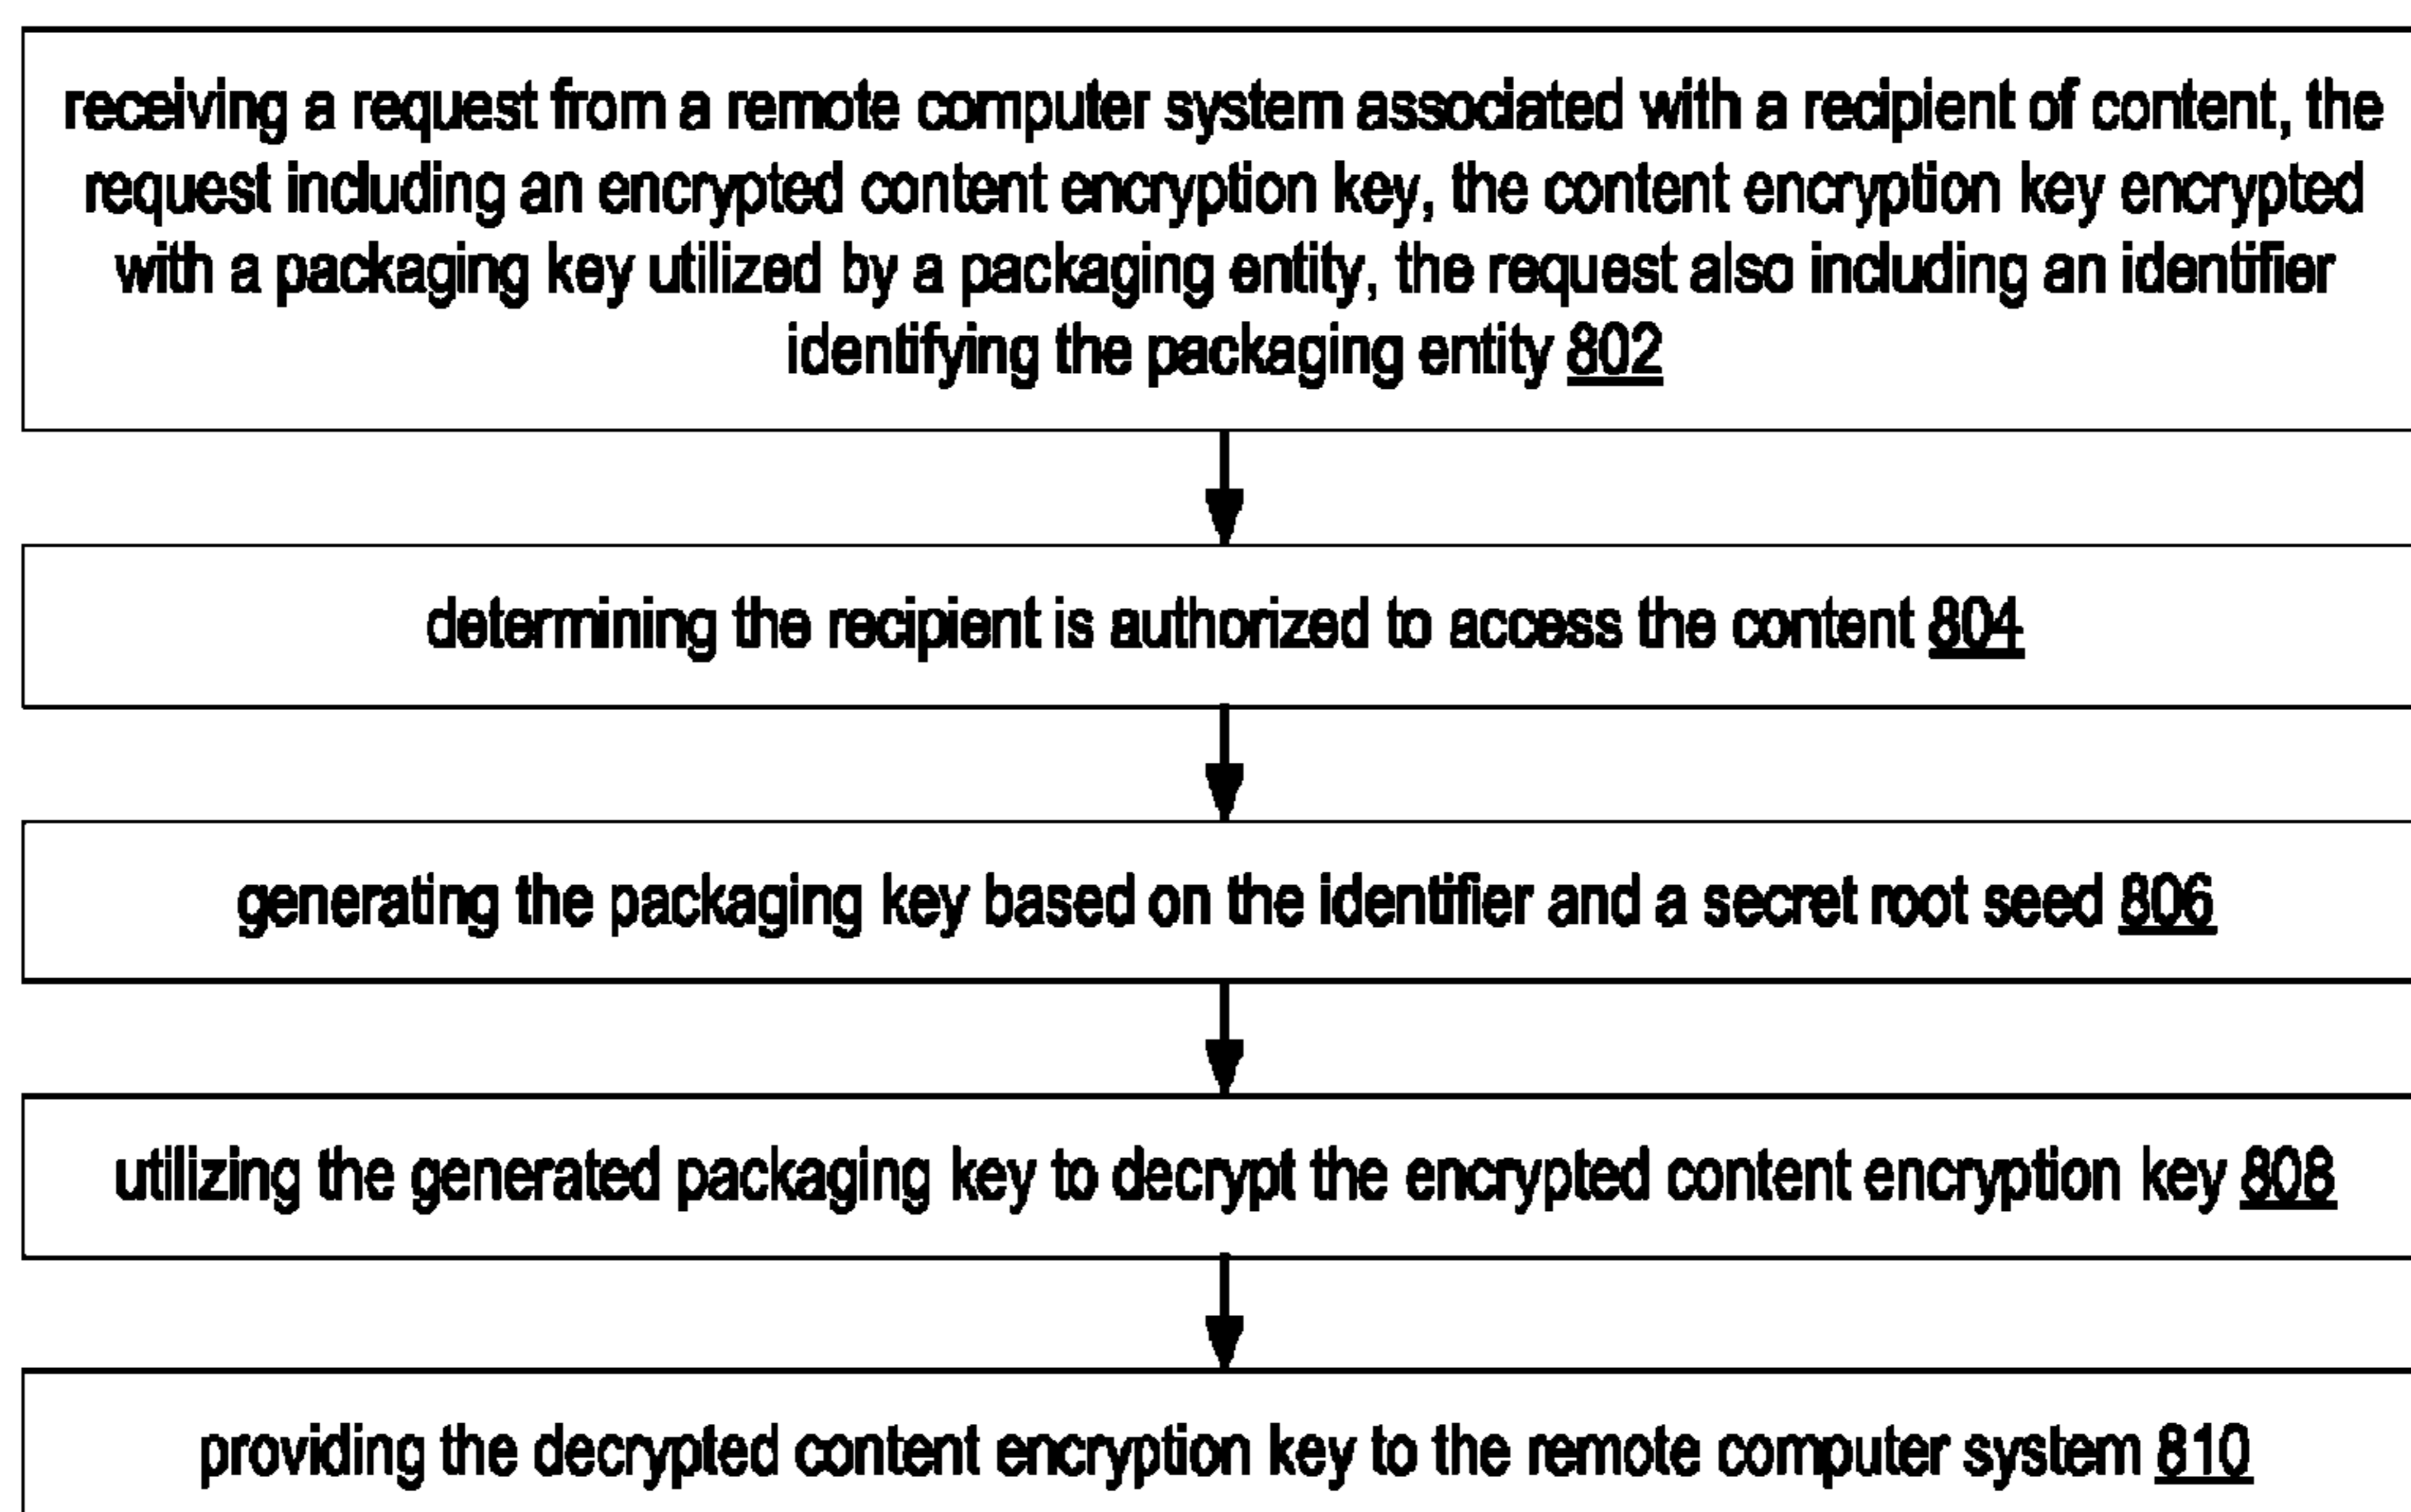 receiving a request from a remote computer system associated with a recipient of content, the
request including an encrypted content encryption key, the content encryption key encrypted
with a packaging key utilized by a packaging entity, the request also including an identifier
identifying the packaging entity 802
determining the recipient is authorized to access the content 804
generating the packaging key based on the identifier and a secret root seed 806
utilizing the generated packaging key to decrypt the encrypted content encryption key 808
providing the decrypted content encryption key to the remote computer system 810